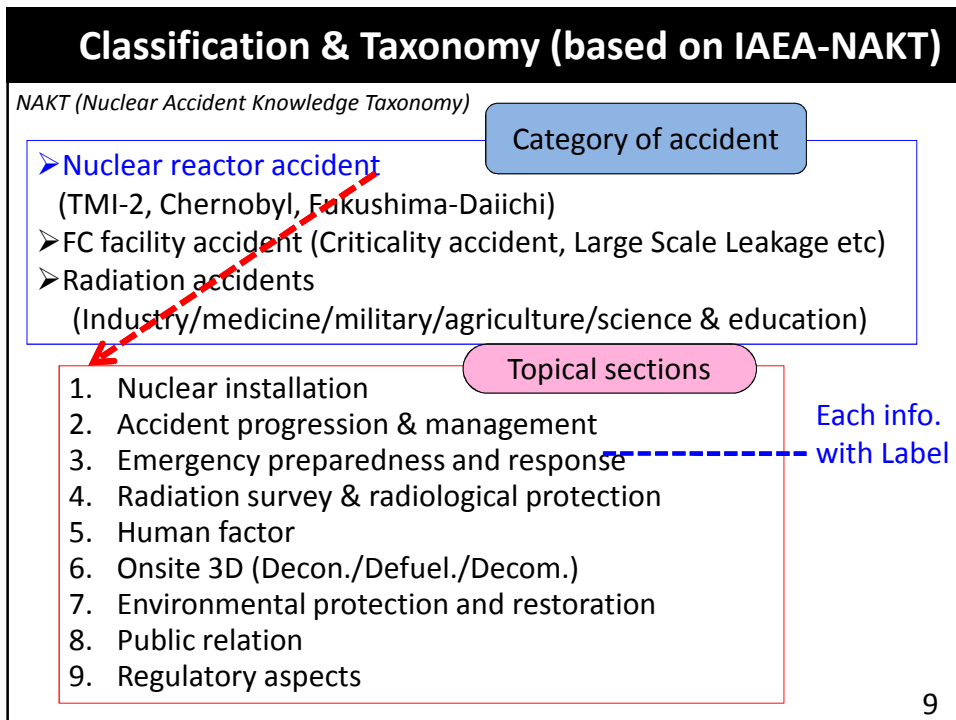 Classification & Taxonomy (based on IAEA-NAKT)
NAKT (Nuclear Accident Knowledge Taxonomy)
Category of accident
➢Nuclear reactor accident
(TMI-2, Chernobyl, Fukushima-Daiichi)
➢FC facility accident (Criticality accident, Large Scale Leakage etc)
➢Radiation accidents
(Industry/medicine/military/agriculture/science & education)
Topical sections
1. Nuclear installation
2. Accident progression & management
3. Emergency preparedness and response
4. Radiation survey & radiological protection
5. Human factor
6. Onsite 3D (Decon./Defuel./Decom.)
7. Environmental protection and restoration
8. Public relation
9. Regulatory aspects
Each info.
with Label
9